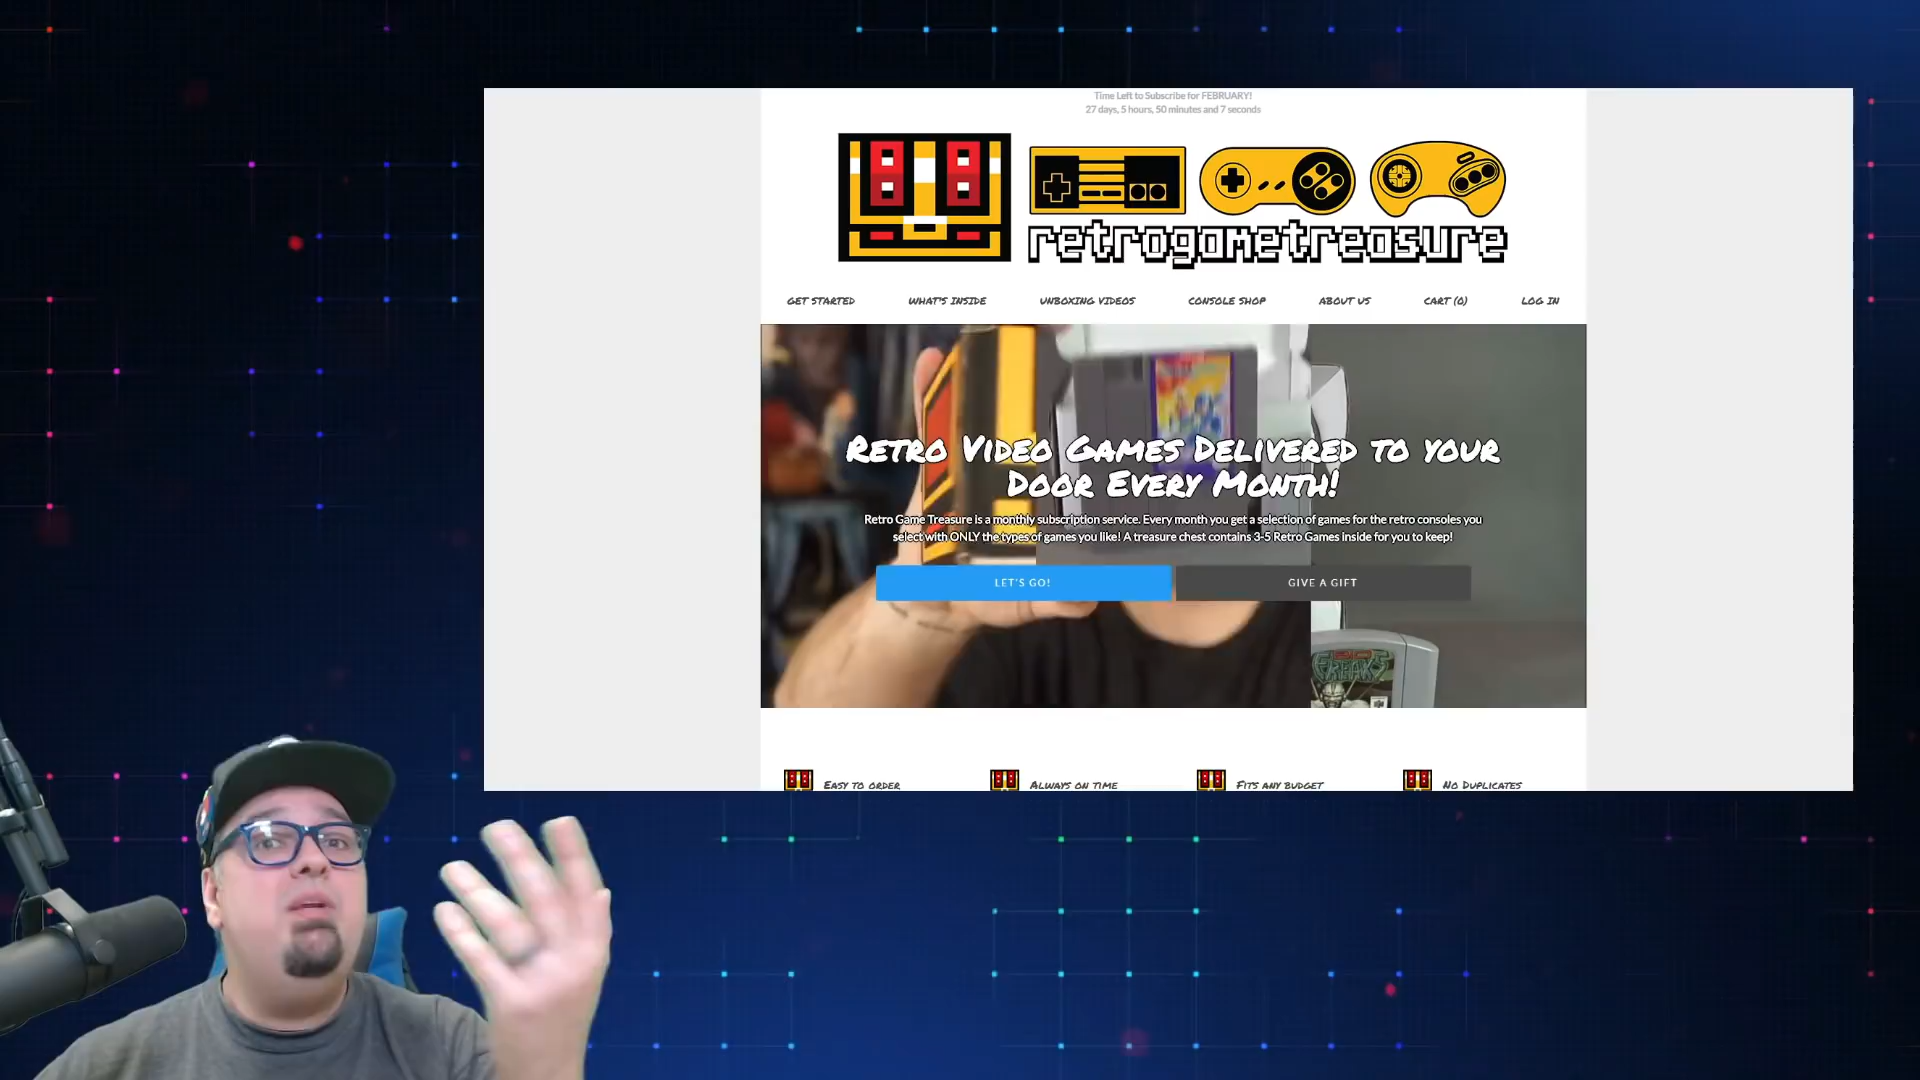 Time Left to Subscribe for FEBRUARY!
27 days, 5 hours, 50 minutes and 7 seconds
retrogametreasure
GET STARTED WHAT'S INSIDE UNBOXING VIDEOS CONSOLE SHOP ABOUT US CART (0) LOG IN
RETRO VIDEO GAMES DELIVERED TO YOUR
DOOR EVERY MONTH!
Retro Game Treasure is a monthly subscription service. Every month you get a selection of games for the retro consoles you
select with ONLY the types of games you like! A treasure chest contains 3-5 Retro Games inside for you to keep!
LET'S GO! GIVE A GIFT
FREAKS
EASY TO ORDER ALWAYS ON TIME FITS ANY BUDGET NO DUPLICATES